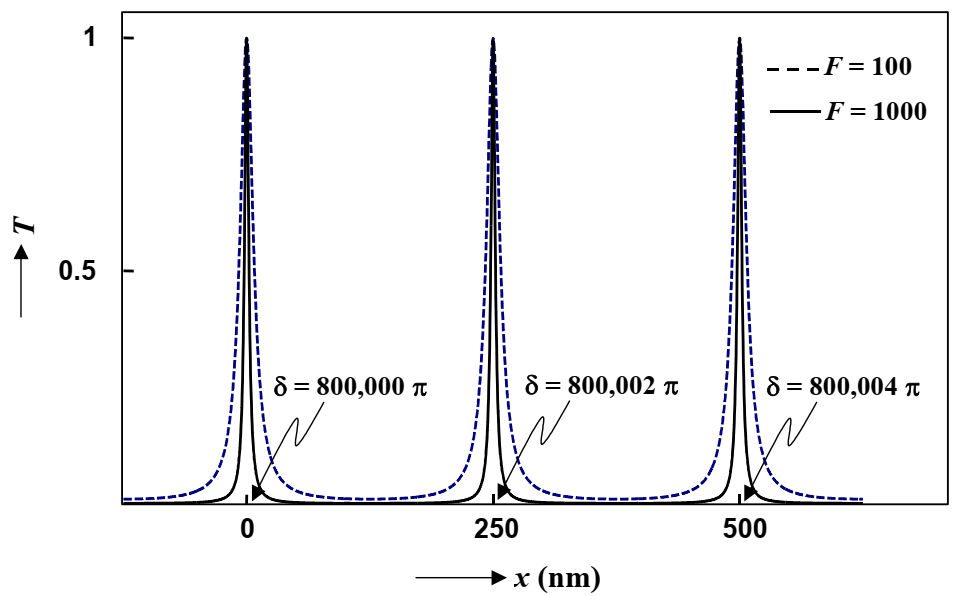 1
F = 100
F = 1000
T
0.5
δ = 800,000 π
δ = 800,002 π
δ = 800,004 π
0
250
500
x (nm)